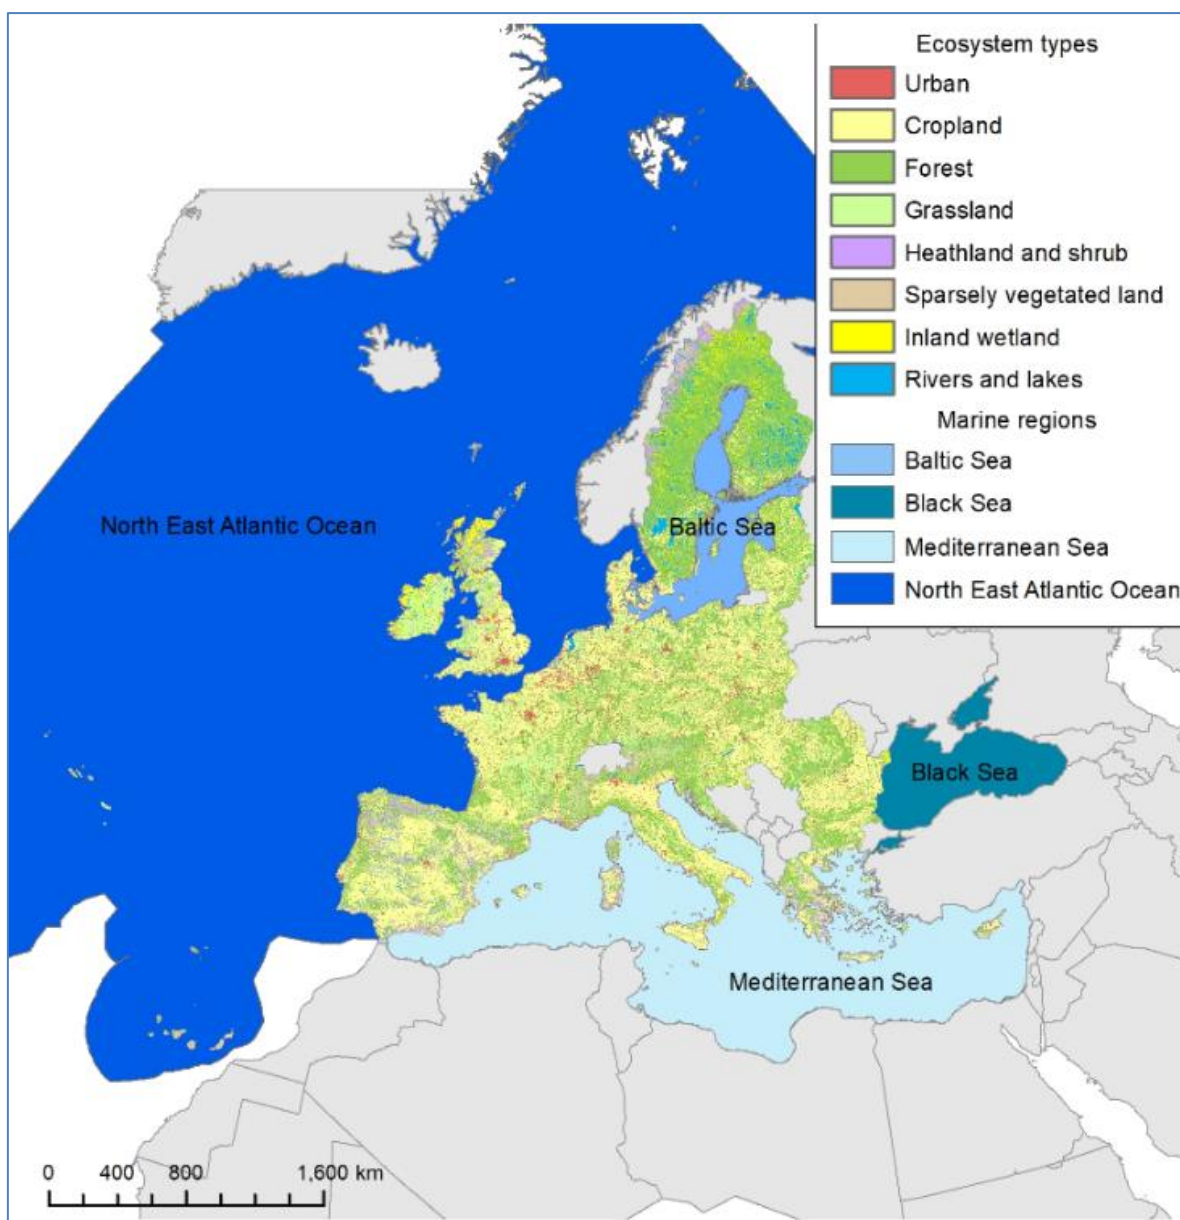 Ecosystem types
Urban
Cropland
Forest
Grassland
Heathland and shrub
Sparsely vegetated land
Inland wetland
Rivers and lakes
Marine regions
Baltic Sea
Black Sea
Mediterranean Sea
North East Atlantic Ocean
North East Atlantic Ocean
Baltic Sea
Black Sea
Mediterranean Sea
0 400 800 1,600 km